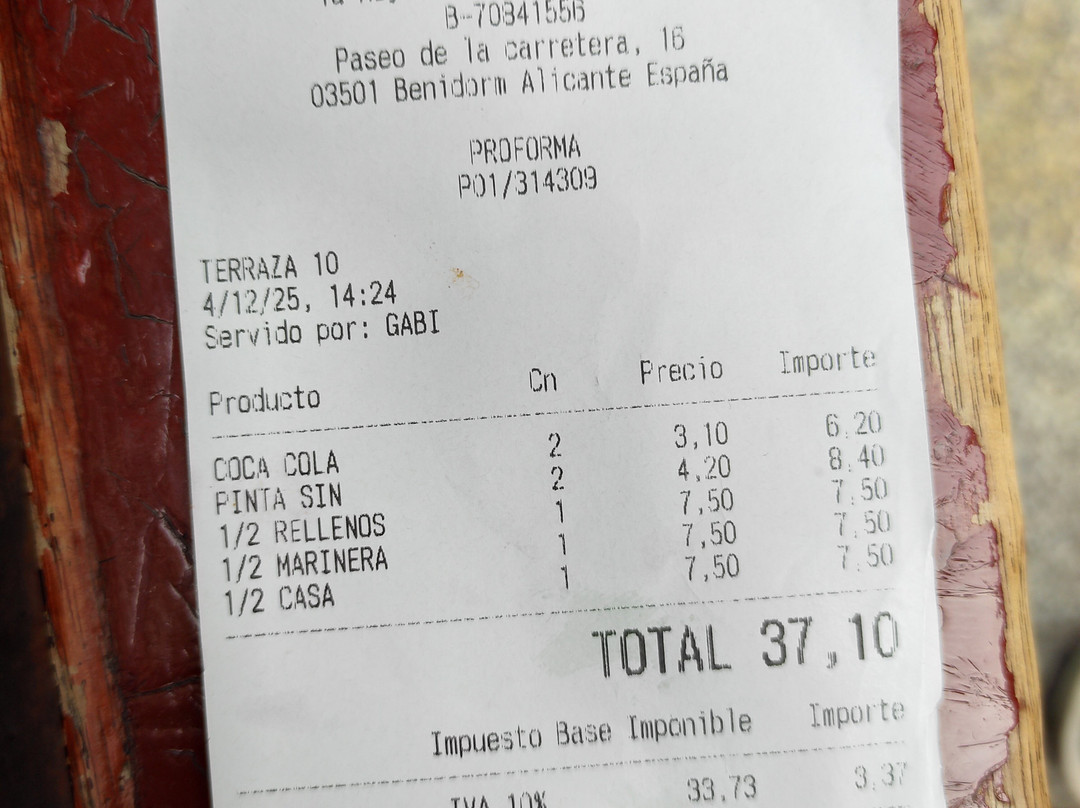 B-70841556
Paseo de la carretera, 16
03501 Benidorm Alicante España
PROFORMA
P01/314309
TERRAZA 10
4/12/25, 14:24
Servido por: GABI
Producto Cn Precio Importe
COCA COLA 2 3,10 6,20
PINTA SIN 2 4,20 8,40
1/2 RELLENOS 1 7,50 7,50
1/2 MARINERA 1 7,50 7,50
1/2 CASA 1 7,50 7,50
TOTAL 37,10
Impuesto Base Imponible Importe
IVA 10% 33,73 3,37